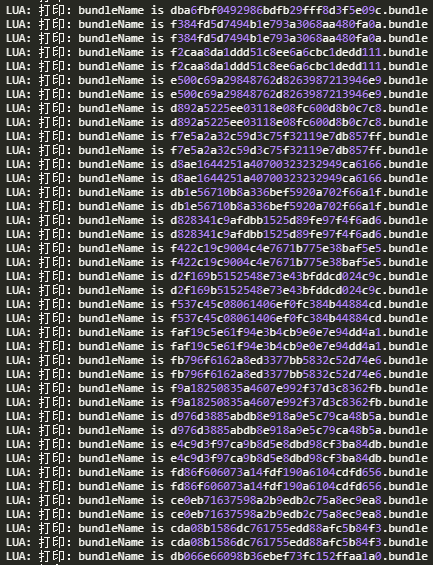 LUA: 打印: bundleName is dba6fbf0492986bdfb29fff8d3f5e09c.bundle
LUA: 打印: bundleName is f384fd5d7494b1e793a3068aa480fa0a.bundle
LUA: 打印: bundleName is f384fd5d7494b1e793a3068aa480fa0a.bundle
LUA: 打印: bundleName is f2caa8da1ddd51c8ee6a6cbc1dedd111.bundle
LUA: 打印: bundleName is f2caa8da1ddd51c8ee6a6cbc1dedd111.bundle
LUA: 打印: bundleName is e500c69a29848762d8263987213946e9.bundle
LUA: 打印: bundleName is e500c69a29848762d8263987213946e9.bundle
LUA: 打印: bundleName is d892a5225ee03118e08fc600d8b0c7c8.bundle
LUA: 打印: bundleName is d892a5225ee03118e08fc600d8b0c7c8.bundle
LUA: 打印: bundleName is f7e5a2a32c59d3c75f32119e7db857ff.bundle
LUA: 打印: bundleName is f7e5a2a32c59d3c75f32119e7db857ff.bundle
LUA: 打印: bundleName is d8ae1644251a40700323232949ca6166.bundle
LUA: 打印: bundleName is d8ae1644251a40700323232949ca6166.bundle
LUA: 打印: bundleName is db1e56710b8a336bef5920a702f66a1f.bundle
LUA: 打印: bundleName is db1e56710b8a336bef5920a702f66a1f.bundle
LUA: 打印: bundleName is d828341c9afdbb1525d89fe97f4f6ad6.bundle
LUA: 打印: bundleName is d828341c9afdbb1525d89fe97f4f6ad6.bundle
LUA: 打印: bundleName is f422c19c9004c4e7671b775e38baf5e5.bundle
LUA: 打印: bundleName is f422c19c9004c4e7671b775e38baf5e5.bundle
LUA: 打印: bundleName is d2f169b5152548e73e43bfddcd024c9c.bundle
LUA: 打印: bundleName is d2f169b5152548e73e43bfddcd024c9c.bundle
LUA: 打印: bundleName is f537c45c08061406ef0fc384b44884cd.bundle
LUA: 打印: bundleName is f537c45c08061406ef0fc384b44884cd.bundle
LUA: 打印: bundleName is faf19c5e61f94e3b4cb9e0e7e94dd4a1.bundle
LUA: 打印: bundleName is faf19c5e61f94e3b4cb9e0e7e94dd4a1.bundle
LUA: 打印: bundleName is fb796f6162a8ed3377bb5832c52d74e6.bundle
LUA: 打印: bundleName is fb796f6162a8ed3377bb5832c52d74e6.bundle
LUA: 打印: bundleName is f9a18250835a4607e992f37d3c8362fb.bundle
LUA: 打印: bundleName is f9a18250835a4607e992f37d3c8362fb.bundle
LUA: 打印: bundleName is d976d3885abdb8e918a9e5c79ca48b5a.bundle
LUA: 打印: bundleName is d976d3885abdb8e918a9e5c79ca48b5a.bundle
LUA: 打印: bundleName is e4c9d3f97ca9b8d5e8dbd98cf3ba84db.bundle
LUA: 打印: bundleName is e4c9d3f97ca9b8d5e8dbd98cf3ba84db.bundle
LUA: 打印: bundleName is fd86f606073a14fdf190a6104cdfd656.bundle
LUA: 打印: bundleName is fd86f606073a14fdf190a6104cdfd656.bundle
LUA: 打印: bundleName is ce0eb71637598a2b9edb2c75a8ec9ea8.bundle
LUA: 打印: bundleName is ce0eb71637598a2b9edb2c75a8ec9ea8.bundle
LUA: 打印: bundleName is cda08b1586dc761755edd88afc5b84f3.bundle
LUA: 打印: bundleName is cda08b1586dc761755edd88afc5b84f3.bundle
LUA: 打印: bundleName is db066e66098b36ebef73fc152ffaa1a0.bundle